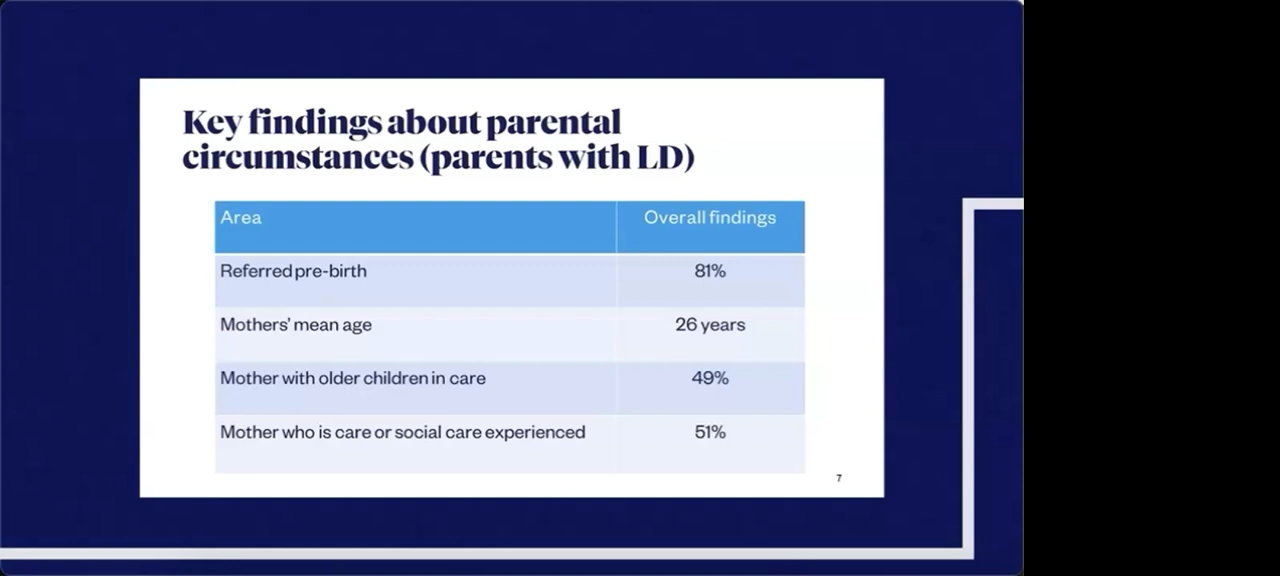 Key findings about parental
circumstances (parents with LD)
Area Overall findings
Referred pre-birth 81%
Mothers' mean age 26 years
Mother with older children in care 49%
Mother who is care or social care experienced 51%
7